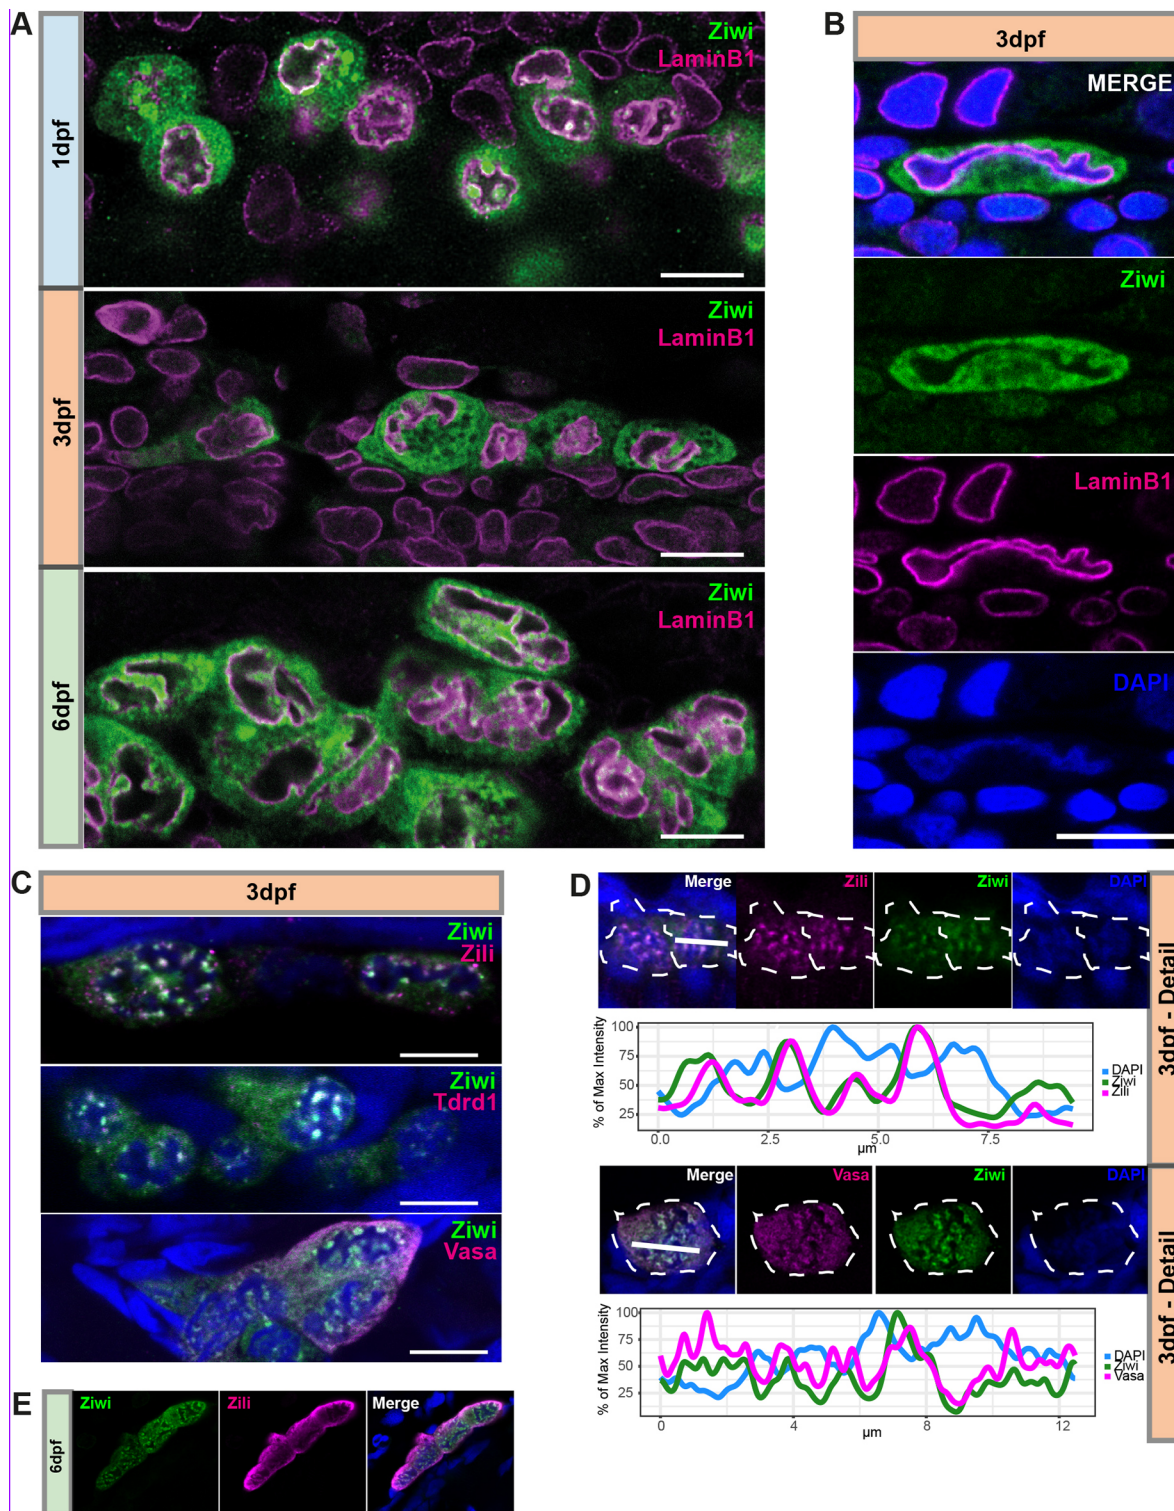 A
1dpf
Ziwi
LaminB1
3dpf
Ziwi
LaminB1
6dpf
Ziwi
LaminB1
B
3dpf
MERGE
Ziwi
LaminB1
DAPI
C
3dpf
Ziwi
Zili
Ziwi
Tdrd1
Ziwi
Vasa
D
Merge
Zili
Ziwi
DAPI
3dpf - Detail
% of Max Intensity
100
75
50
25
0.0
2.5
5.0
7.5
µm
DAPI
Ziwi
Zili
Merge
Vasa
Ziwi
DAPI
3dpf - Detail
% of Max Intensity
100
75
50
25
0
4
8
12
µm
DAPI
Ziwi
Vasa
E
6dpf
Ziwi
Zili
Merge